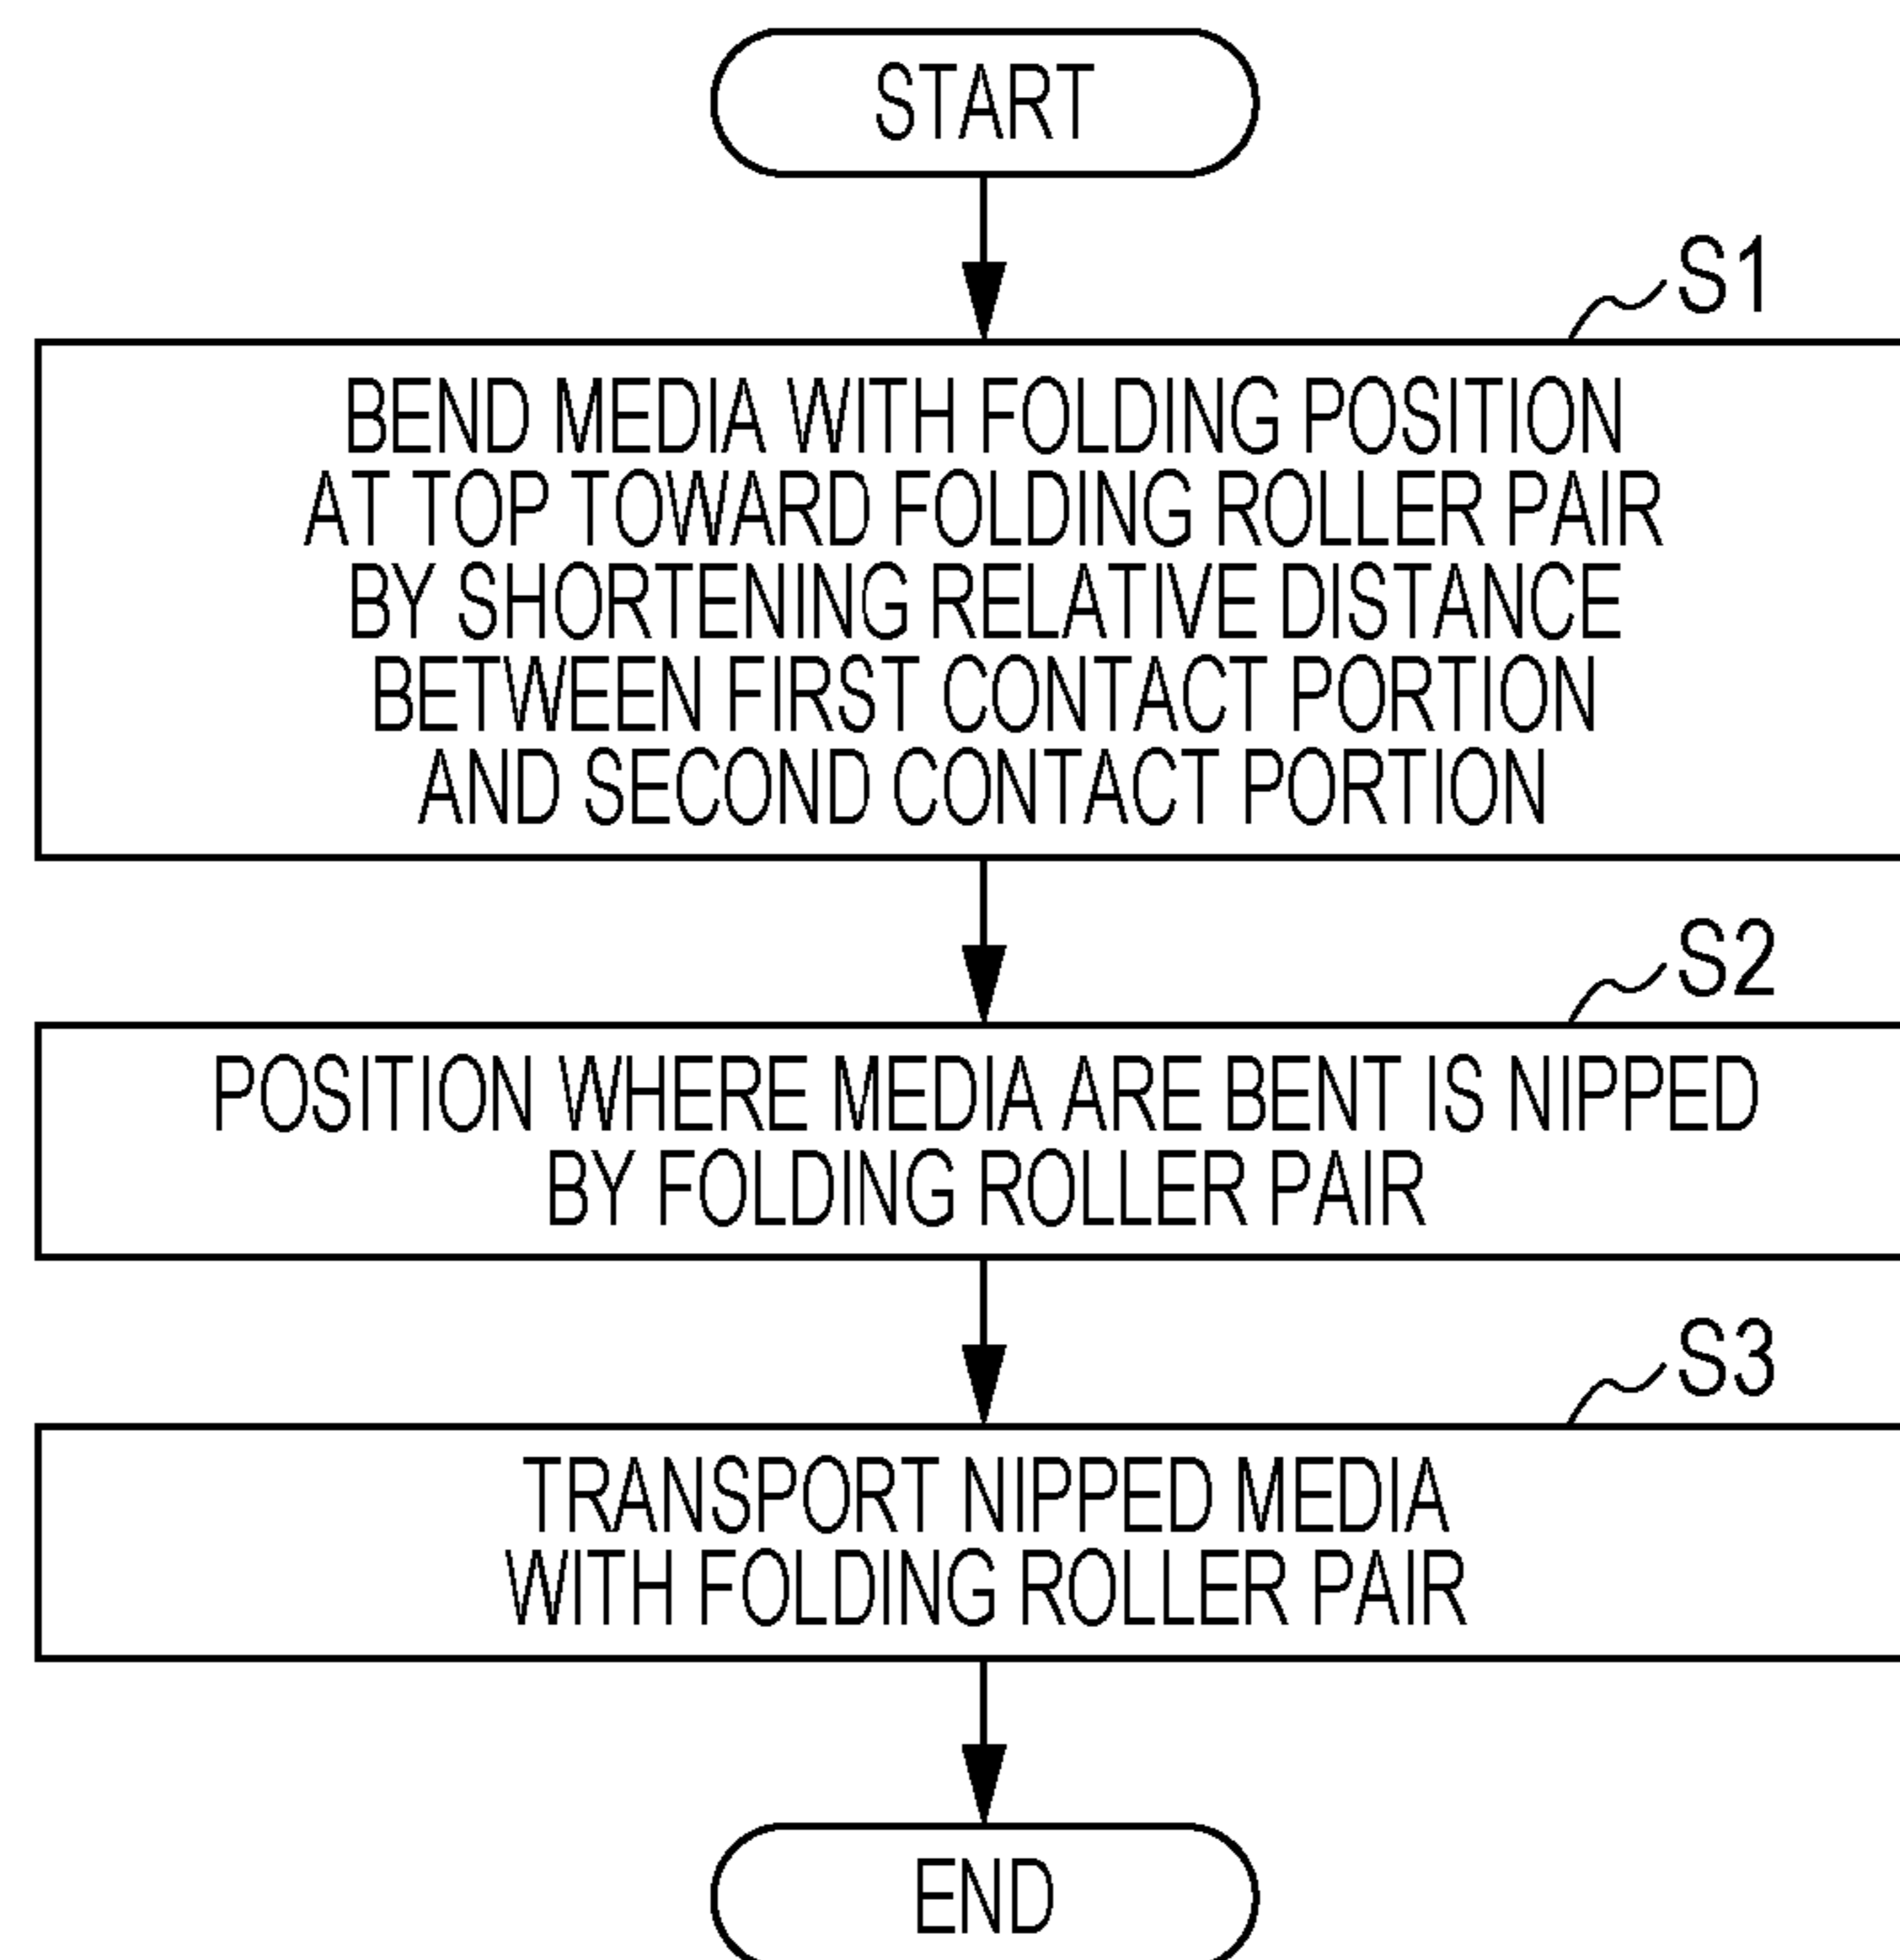 START
S1
BEND MEDIA WITH FOLDING POSITION
AT TOP TOWARD FOLDING ROLLER PAIR
BY SHORTENING RELATIVE DISTANCE
BETWEEN FIRST CONTACT PORTION
AND SECOND CONTACT PORTION
S2
POSITION WHERE MEDIA ARE BENT IS NIPPED
BY FOLDING ROLLER PAIR
S3
TRANSPORT NIPPED MEDIA
WITH FOLDING ROLLER PAIR
END